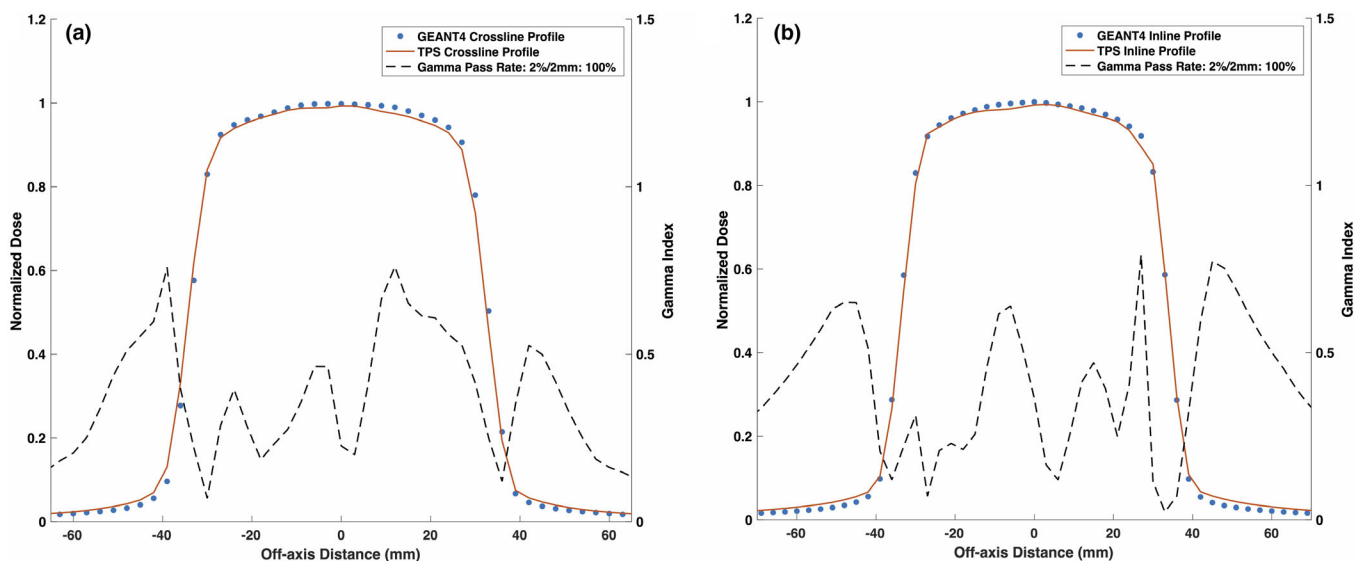 (a)
GEANT4 Crossline Profile
TPS Crossline Profile
Gamma Pass Rate: 2%/2mm: 100%
1.2
1
0.8
0.6
0.4
0.2
0
Normalized Dose
1.5
1
0.5
0
Gamma Index
-60 -40 -20 0 20 40 60
Off-axis Distance (mm)
(b)
GEANT4 Inline Profile
TPS Inline Profile
Gamma Pass Rate: 2%/2mm: 100%
1.2
1
0.8
0.6
0.4
0.2
0
Normalized Dose
1.5
1
0.5
0
Gamma Index
-60 -40 -20 0 20 40 60
Off-axis Distance (mm)